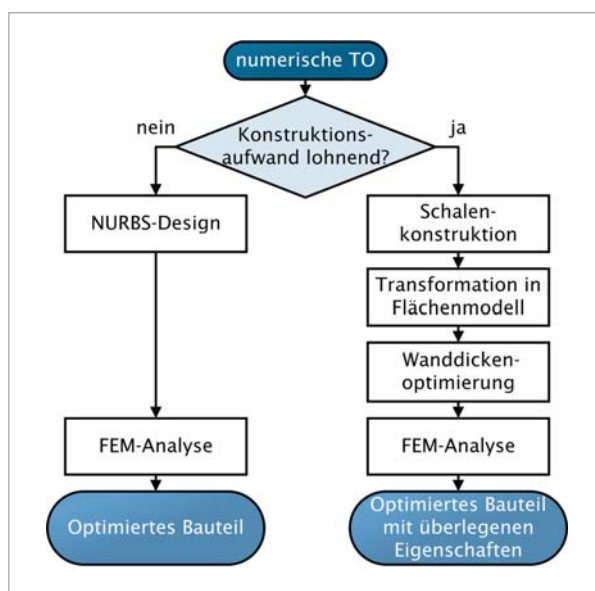 numerische TO
nein
Konstruktions-
aufwand lohnend?
ja
NURBS-Design
Schalen-
konstruktion
Transformation in
Flächenmodell
Wanddicken-
optimierung
FEM-Analyse
FEM-Analyse
Optimiertes Bauteil
Optimiertes Bauteil
mit überlegenen
Eigenschaften